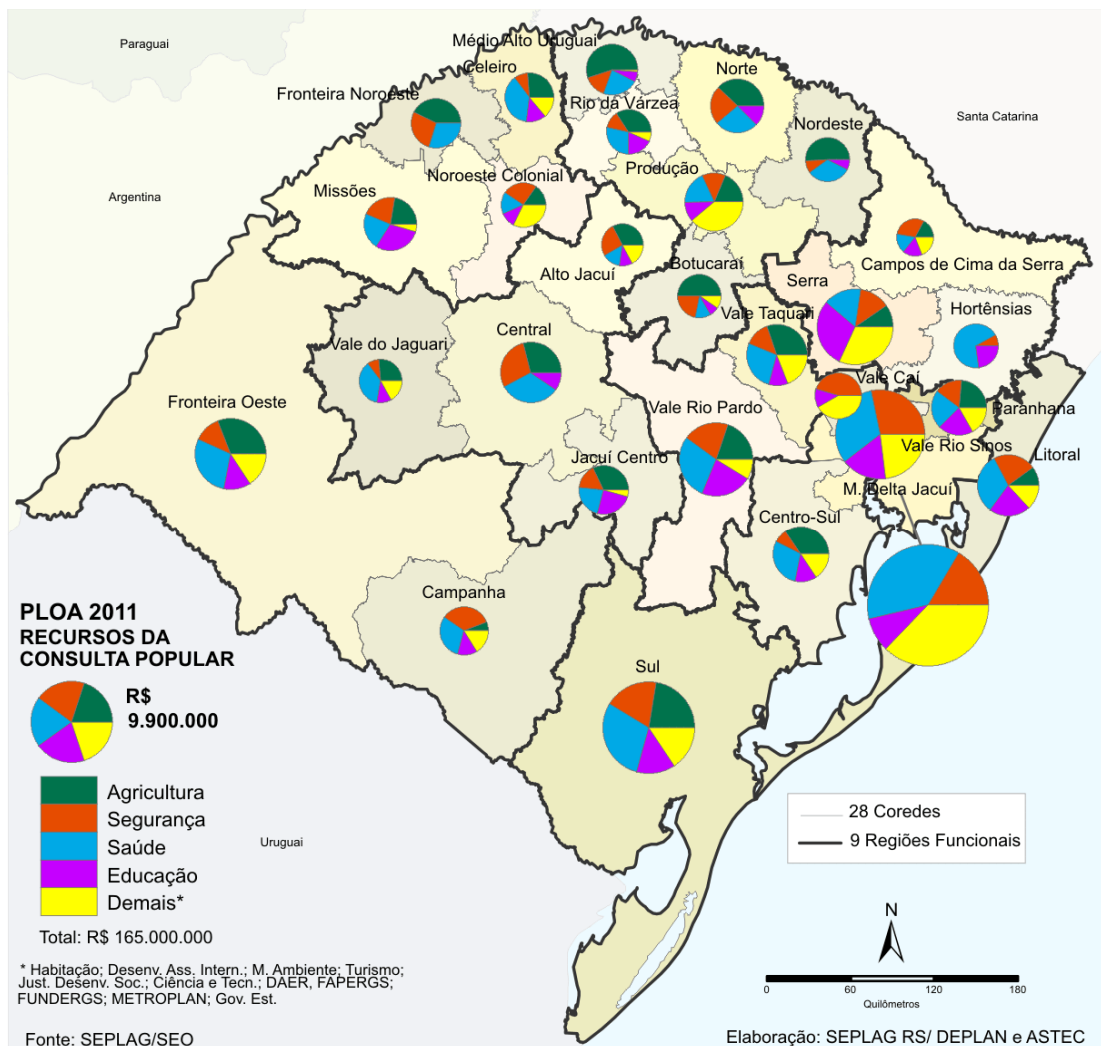 Paraguai
Médio Alto Uruguai
Celeiro
Norte
Fronteira Noroeste
Rio da Várzea
Santa Catarina
Nordeste
Argentina
Missões
Noroeste Colonial
Produção
Alto Jacuí
Botucaraí
Serra
Campos de Cima da Serra
Hortênsias
Vale do Jaguari
Central
Vale Taquari
Fronteira Oeste
Vale Rio Pardo
Vale Caí
Paranhana
Vale Rio Sinos
Litoral
Jacuí Centro
M. Delta Jacuí
Centro-Sul
Campanha
Sul
PLOA 2011
RECURSOS DA
CONSULTA POPULAR
R$
9.900.000
Agricultura
Segurança
Saúde
Educação
Demais*
Total: R$ 165.000.000
* Habitação; Desenv. Ass. Intern.; M. Ambiente; Turismo;
Just. Desenv. Soc.; Ciência e Tecn.; DAER, FAPERGS;
FUNDERGS; METROPLAN; Gov. Est.
Fonte: SEPLAG/SEO
Uruguai
28 Coredes
9 Regiões Funcionais
N
0 60 120 180
Quilômetros
Elaboração: SEPLAG RS/ DEPLAN e ASTEC